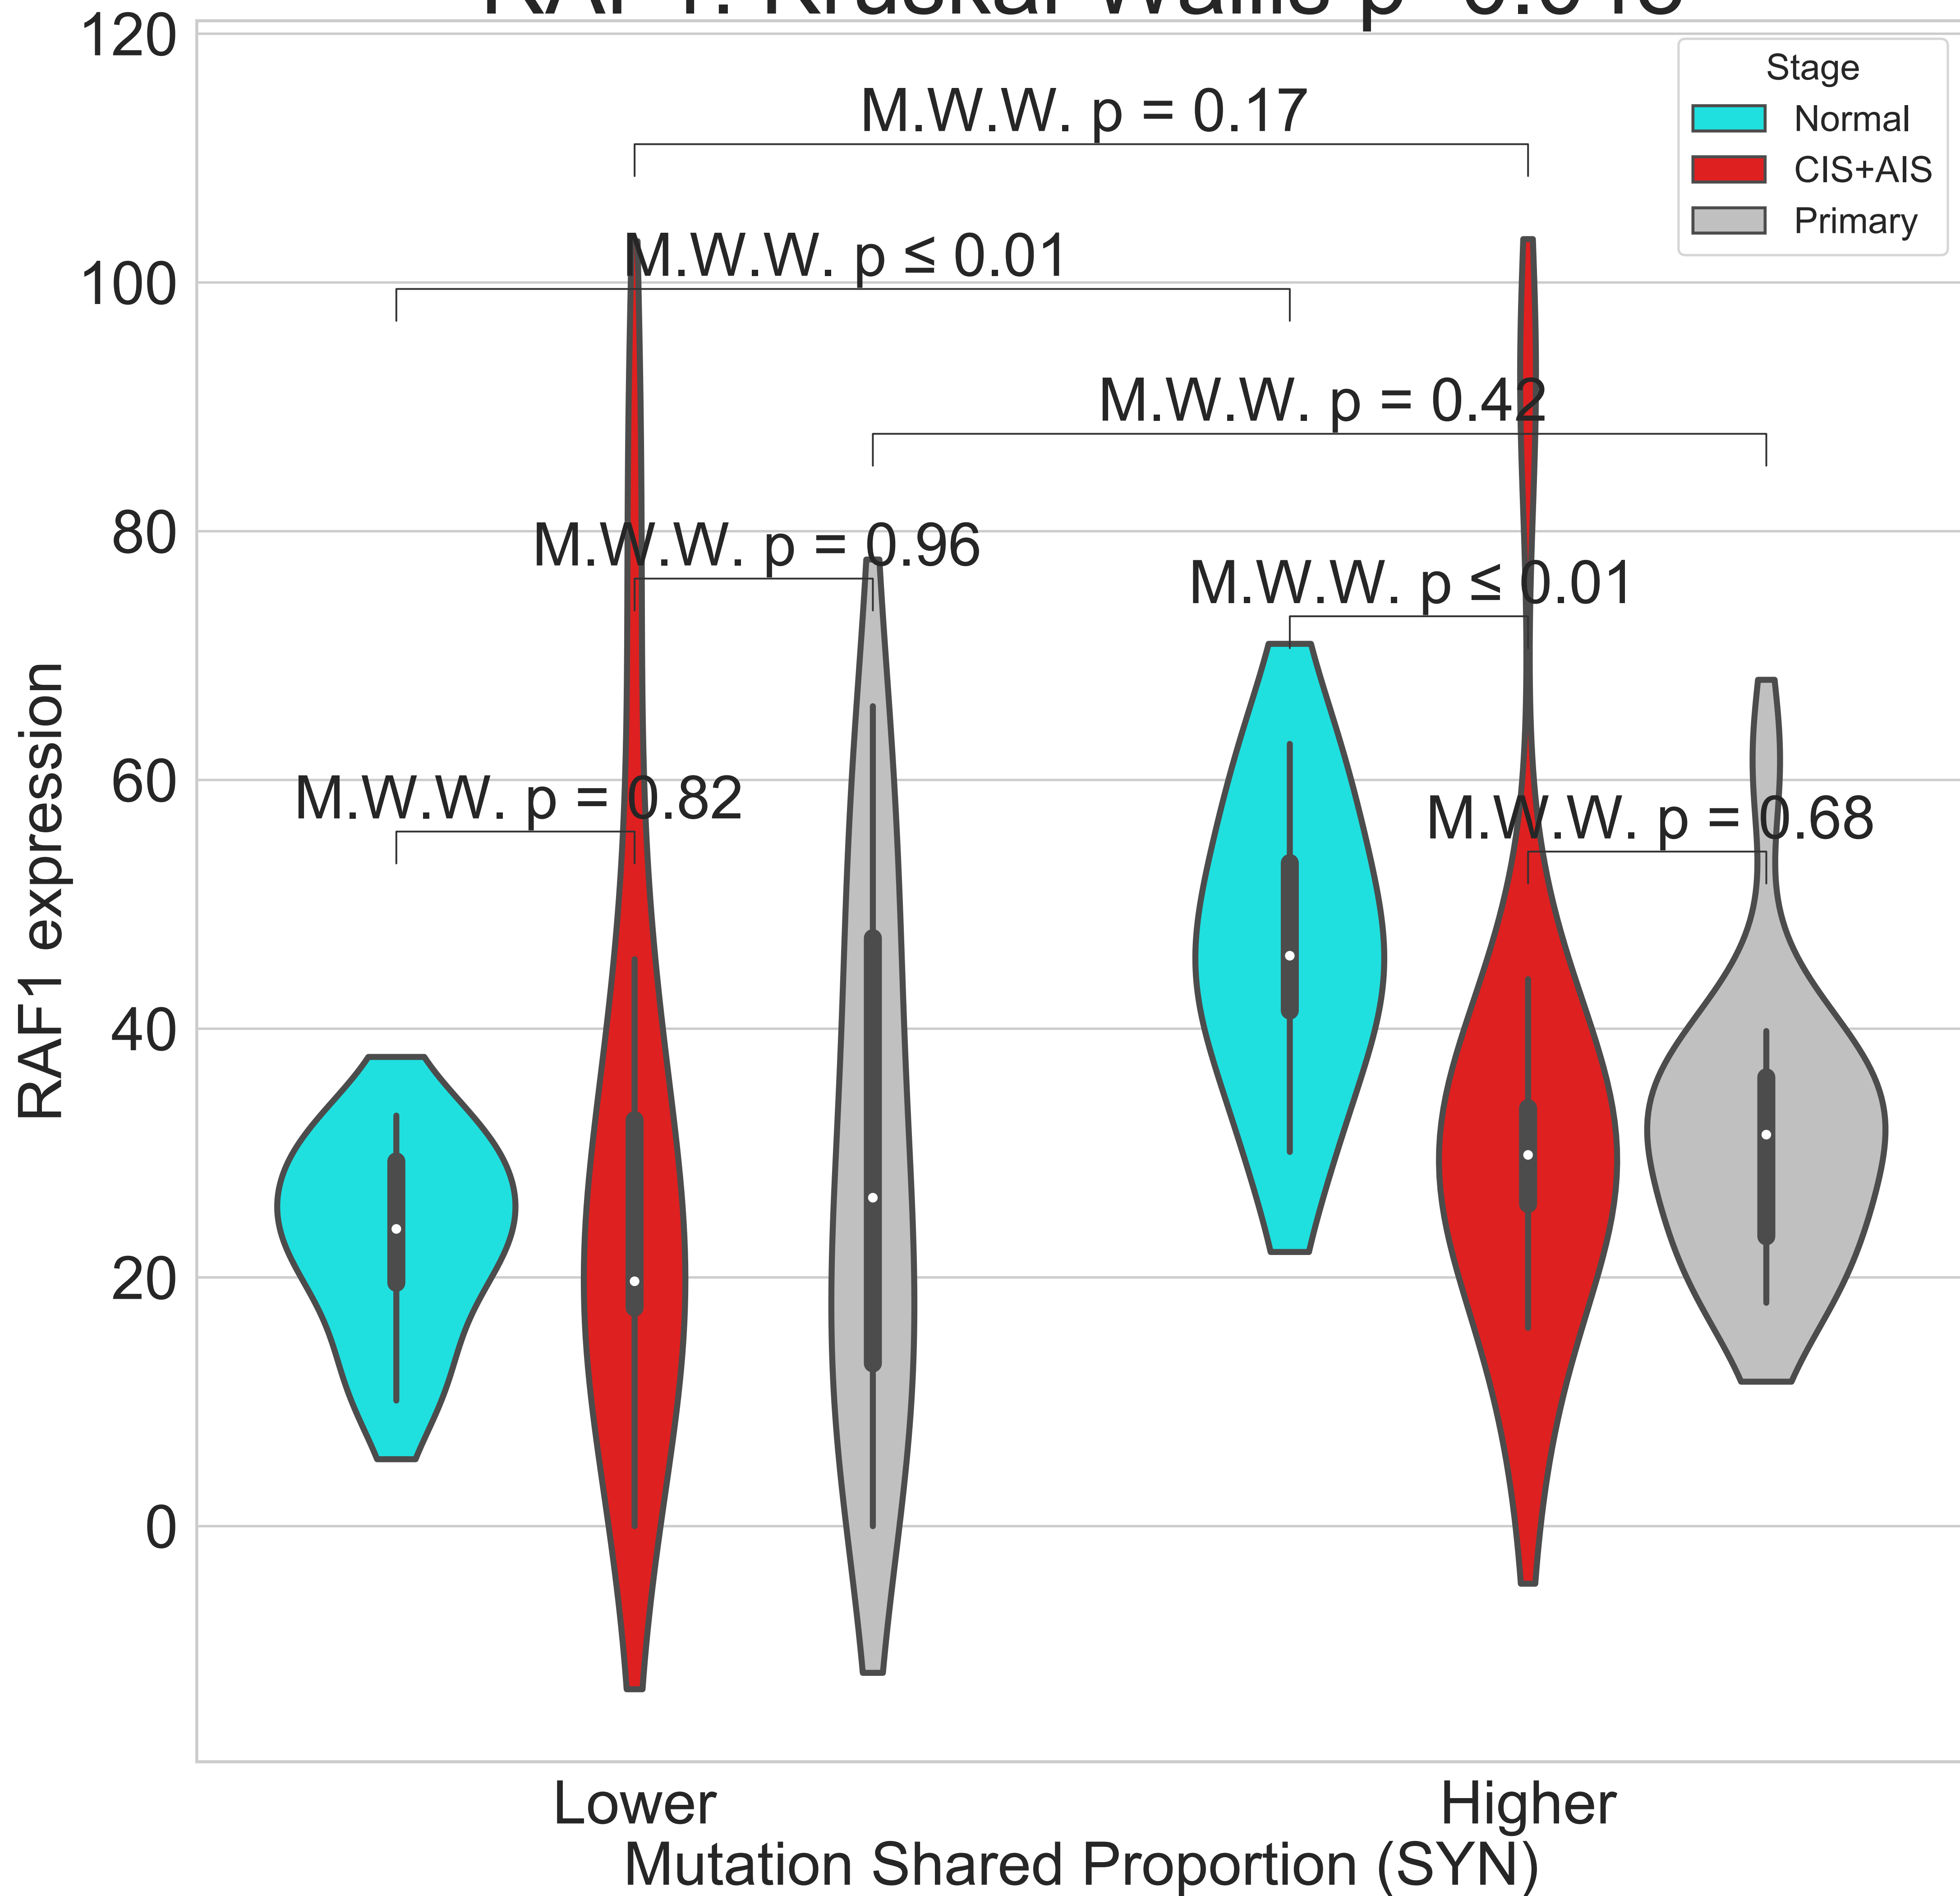 120
Stage
Normal
CIS+AIS
Primary
M.W.W. p = 0.17
M.W.W. p ≤ 0.01
100
M.W.W. p = 0.42
M.W.W. p = 0.96
80
M.W.W. p ≤ 0.01
M.W.W. p = 0.82
60
M.W.W. p = 0.68
RAF1 expression
40
20
0
Lower
Higher
Mutation Shared Proportion (SYN)